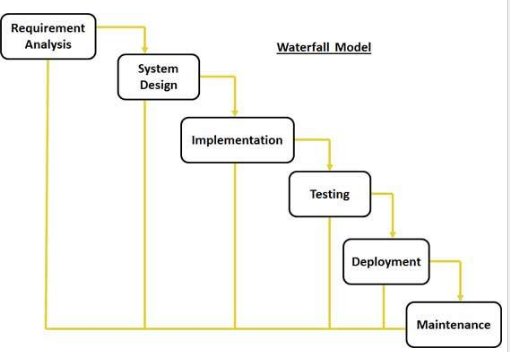 Requirement
Analysis
Waterfall Model
System
Design
Implementation
Testing
Deployment
Maintenance